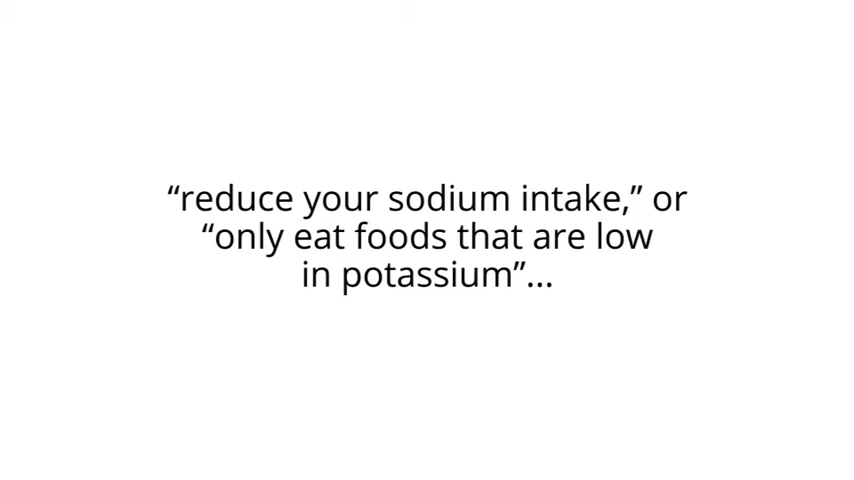 “reduce your sodium intake,” or
“only eat foods that are low
in potassium”...